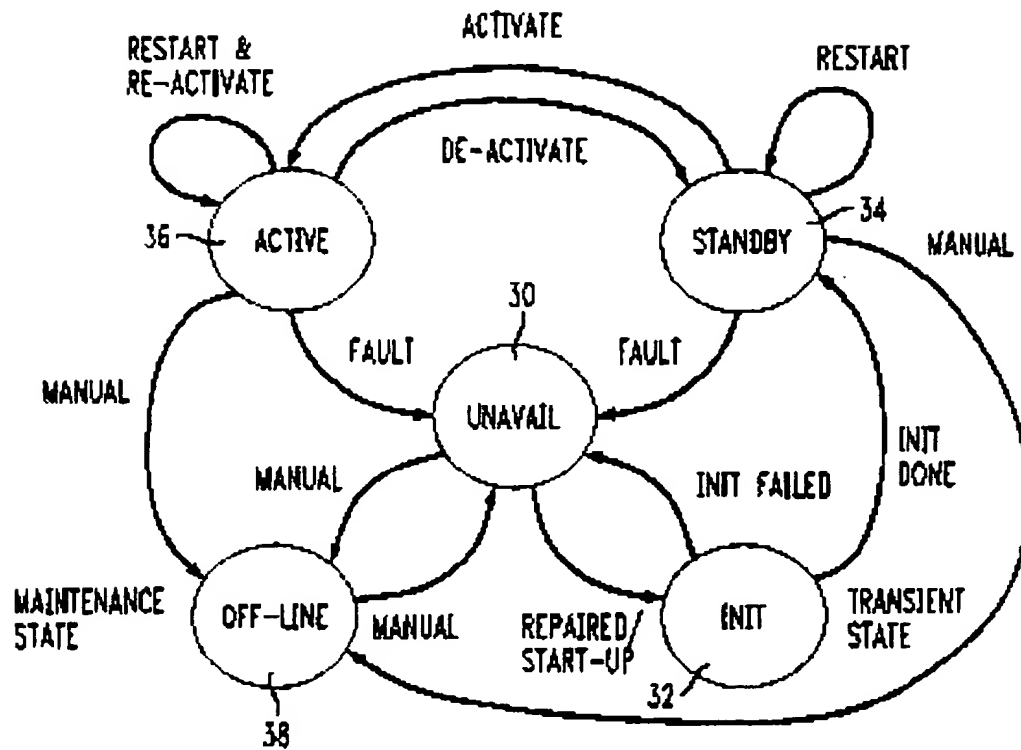 ACTIVATE
RESTART &
RE-ACTIVATE
RESTART
DE-ACTIVATE
36
ACTIVE
STANDBY
34
MANUAL
30
FAULT
FAULT
MANUAL
UNAVAIL
MANUAL
INIT FAILED
INIT
DONE
MAINTENANCE
STATE
OFF-LINE
MANUAL
REPAIRED
START-UP
INIT
TRANSIENT
STATE
32
38